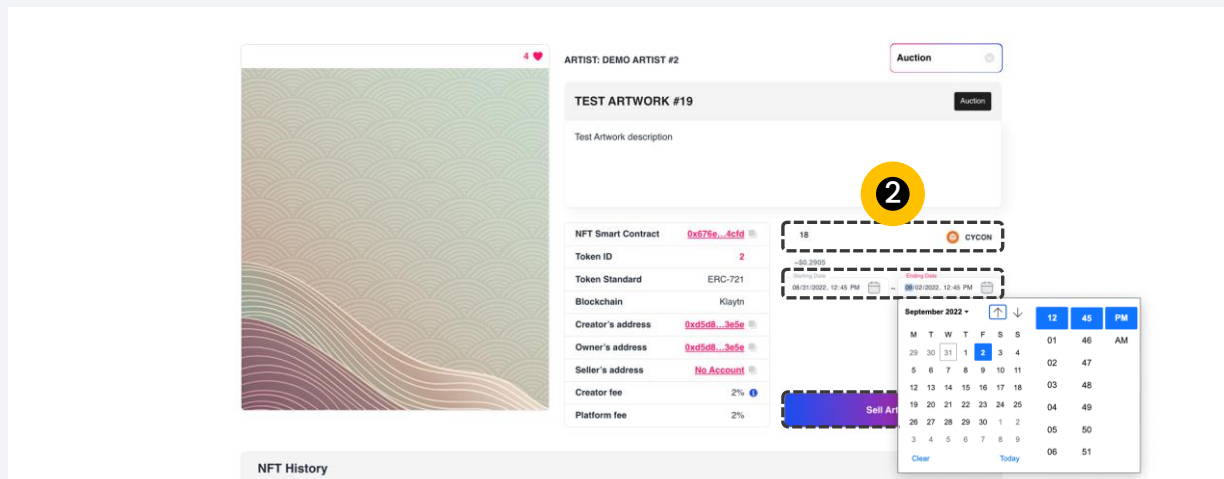 4
ARTIST: DEMO ARTIST #2
Auction
TEST ARTWORK #19
Auction
Test Artwork description
2
NFT Smart Contract 0x676e...4cfd
Token ID 2
Token Standard ERC-721
Blockchain Klaytn
Creator's address 0xd5d8...3e5e
Owner's address 0xd5d8...3e5e
Seller's address No Account
Creator fee 2%
Platform fee 2%
18 CYCON
~$0.2905
Starting Date Ending Date
08/31/2022, 12:45 PM ~ 09/02/2022, 12:45 PM
September 2022
M T W T F S S
29 30 31 1 2 3 4
5 6 7 8 9 10 11
12 13 14 15 16 17 18
19 20 21 22 23 24 25
26 27 28 29 30 1 2
3 4 5 6 7 8 9
Clear Today
12 45 PM
01 46 AM
02 47
03 48
04 49
05 50
06 51
Sell Art
NFT History